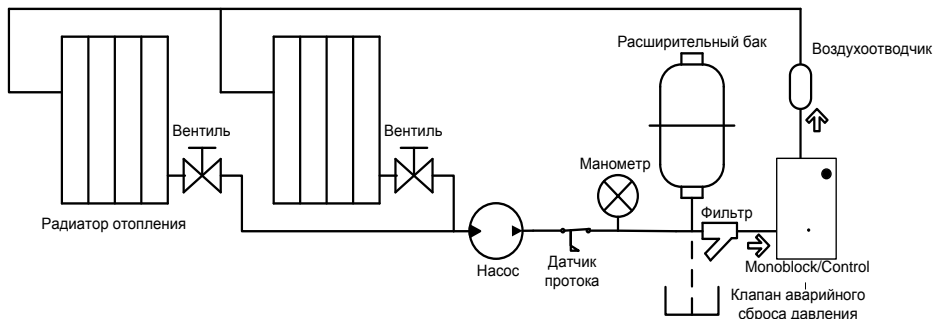 Расширительный бак
Воздухоотводчик
Вентиль
Вентиль
Манометр
Фильтр
Радиатор отопления
Насос
Датчик
протока
Monoblock/Control
Клапан аварийного
сброса давления